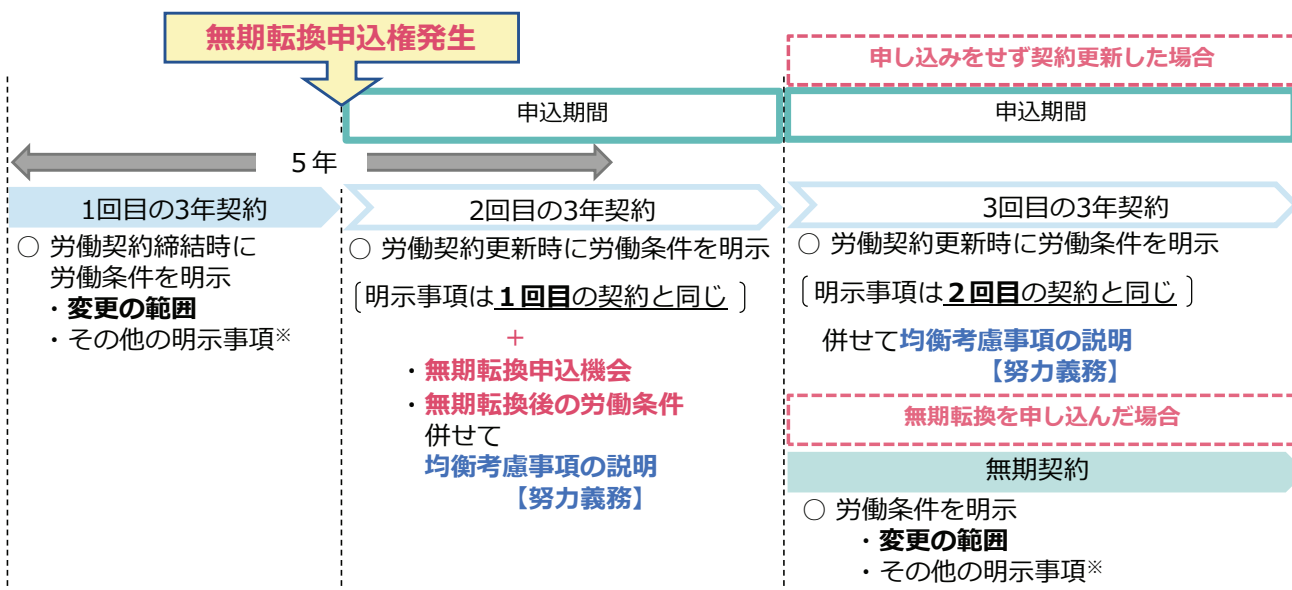 無期転換申込権発生
申し込みをせず契約更新した場合
申込期間
申込期間
5年
1回目の3年契約
○ 労働契約締結時に
労働条件を明示
・変更の範囲
・その他の明示事項※
2回目の3年契約
○ 労働契約更新時に労働条件を明示
〔明示事項は１回目の契約と同じ 〕
＋
・無期転換申込機会
・無期転換後の労働条件
併せて
均衡考慮事項の説明
【努力義務】
3回目の3年契約
○ 労働契約更新時に労働条件を明示
〔明示事項は２回目の契約と同じ 〕
併せて均衡考慮事項の説明
【努力義務】
無期転換を申し込んだ場合
無期契約
○ 労働条件を明示
・変更の範囲
・その他の明示事項※